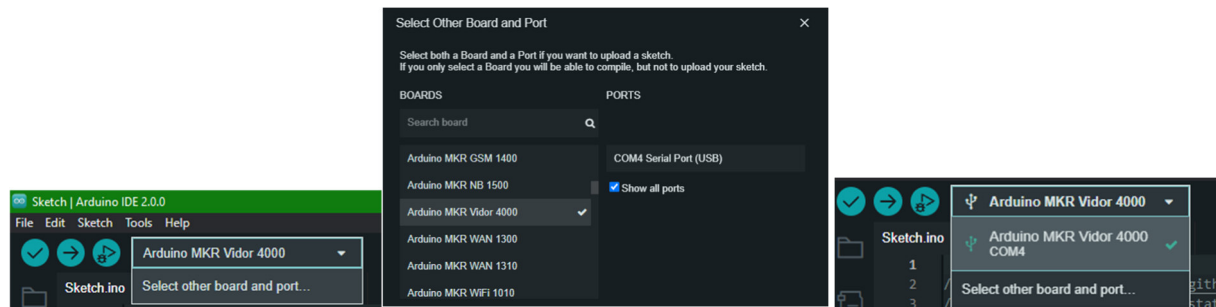 Sketch | Arduino IDE 2.0.0
File Edit Sketch Tools Help
Arduino MKR Vidor 4000
Sketch.ino
Select other board and port...
Select Other Board and Port
Select both a Board and a Port if you want to upload a sketch.
If you only select a Board you will be able to compile, but not to upload your sketch.
BOARDS
PORTS
Search board
Arduino MKR GSM 1400
COM4 Serial Port (USB)
Arduino MKR NB 1500
Show all ports
Arduino MKR Vidor 4000
Arduino MKR WAN 1300
Arduino MKR WAN 1310
Arduino MKR WiFi 1010
Arduino MKR Vidor 4000
Sketch.ino
Arduino MKR Vidor 4000
COM4
1
2
3
Select other board and port...